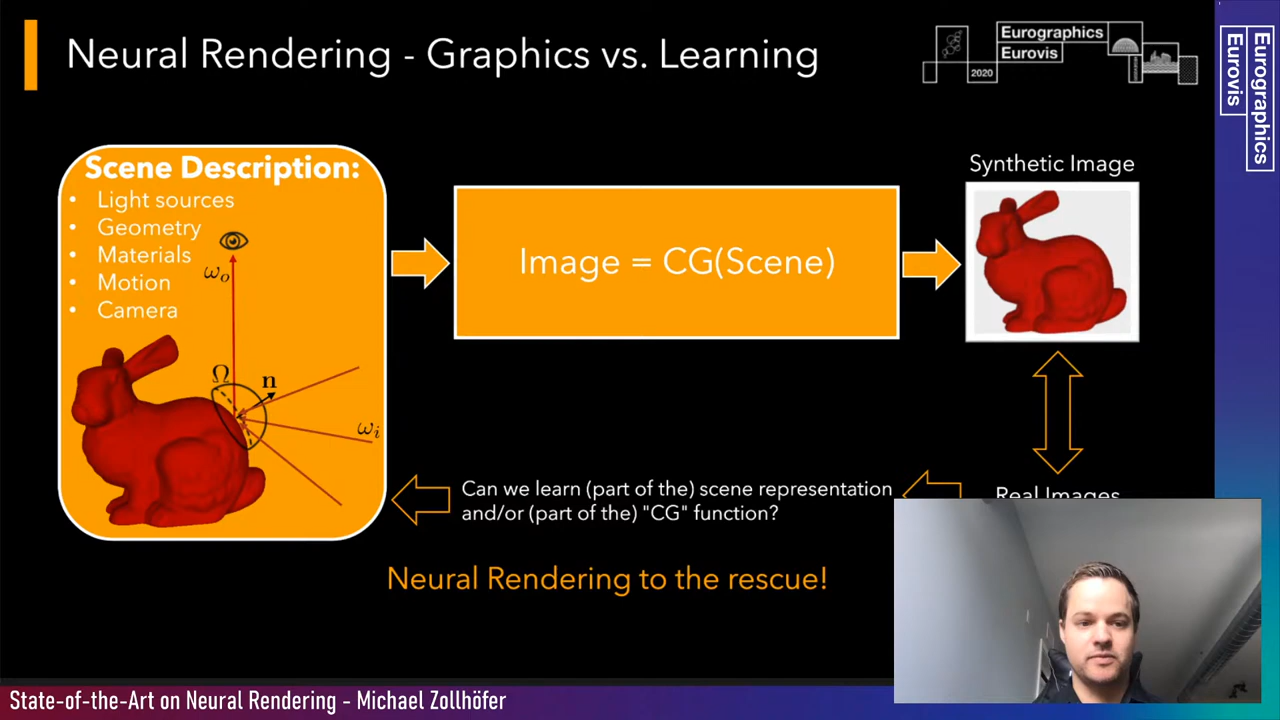 Neural Rendering - Graphics vs. Learning
Eurographics
Eurovis
2020
Eurographics
Eurovis
Scene Description:
• Light sources
• Geometry
• Materials
• Motion
• Camera
ωₒ
Ω
n
ωᵢ
Image = CG(Scene)
Synthetic Image
Real Images
Can we learn (part of the) scene representation
and/or (part of the) "CG" function?
Neural Rendering to the rescue!
State-of-the-Art on Neural Rendering – Michael Zollhöfer